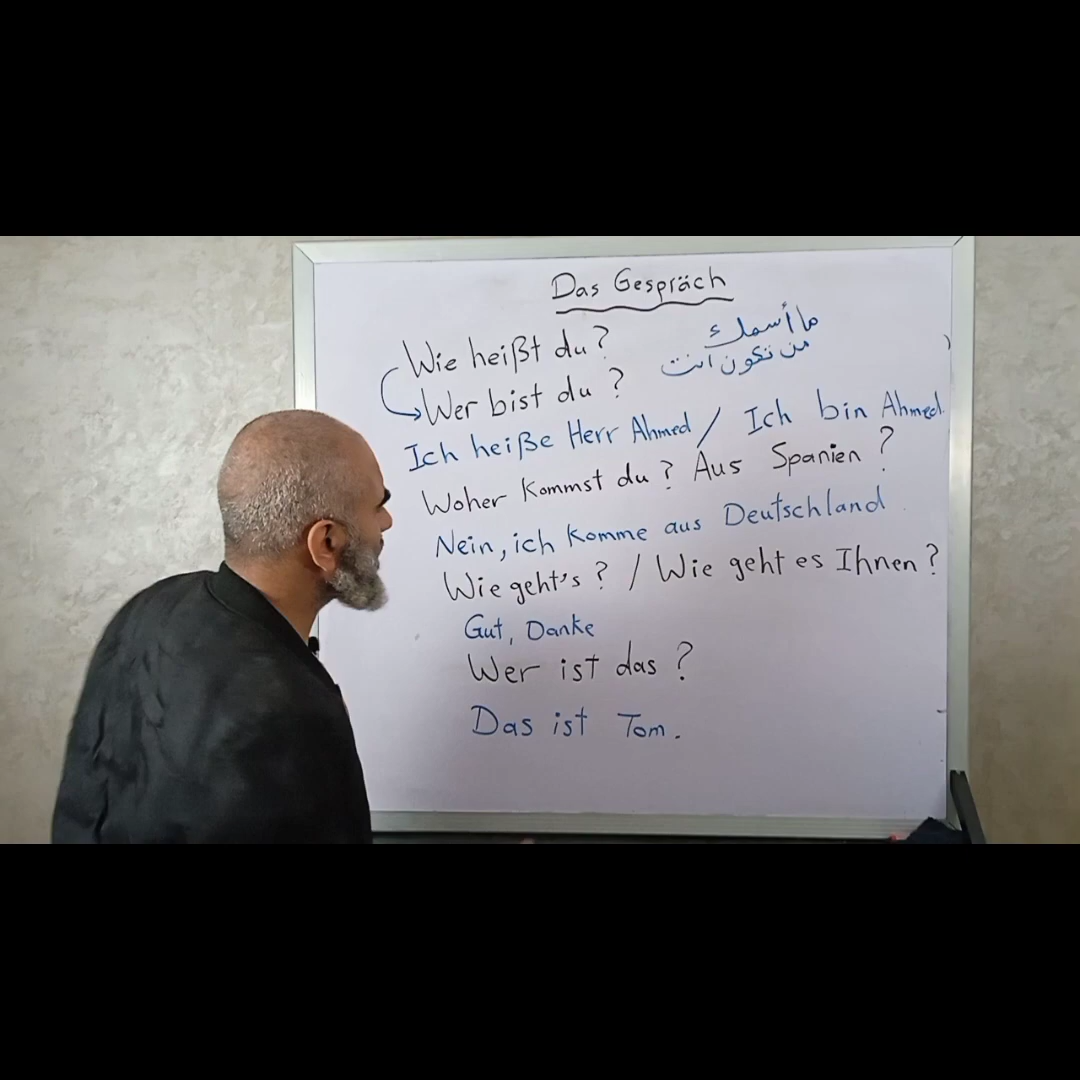 Das Gespräch
Wie heißt du? ما أسمك
Wer bist du? من تكون انت
Ich heiße Herr Ahmed / Ich bin Ahmed.
Woher Kommst du? Aus Spanien?
Nein, ich Komme aus Deutschland
Wie geht's? / Wie geht es Ihnen?
Gut, Danke
Wer ist das?
Das ist Tom.